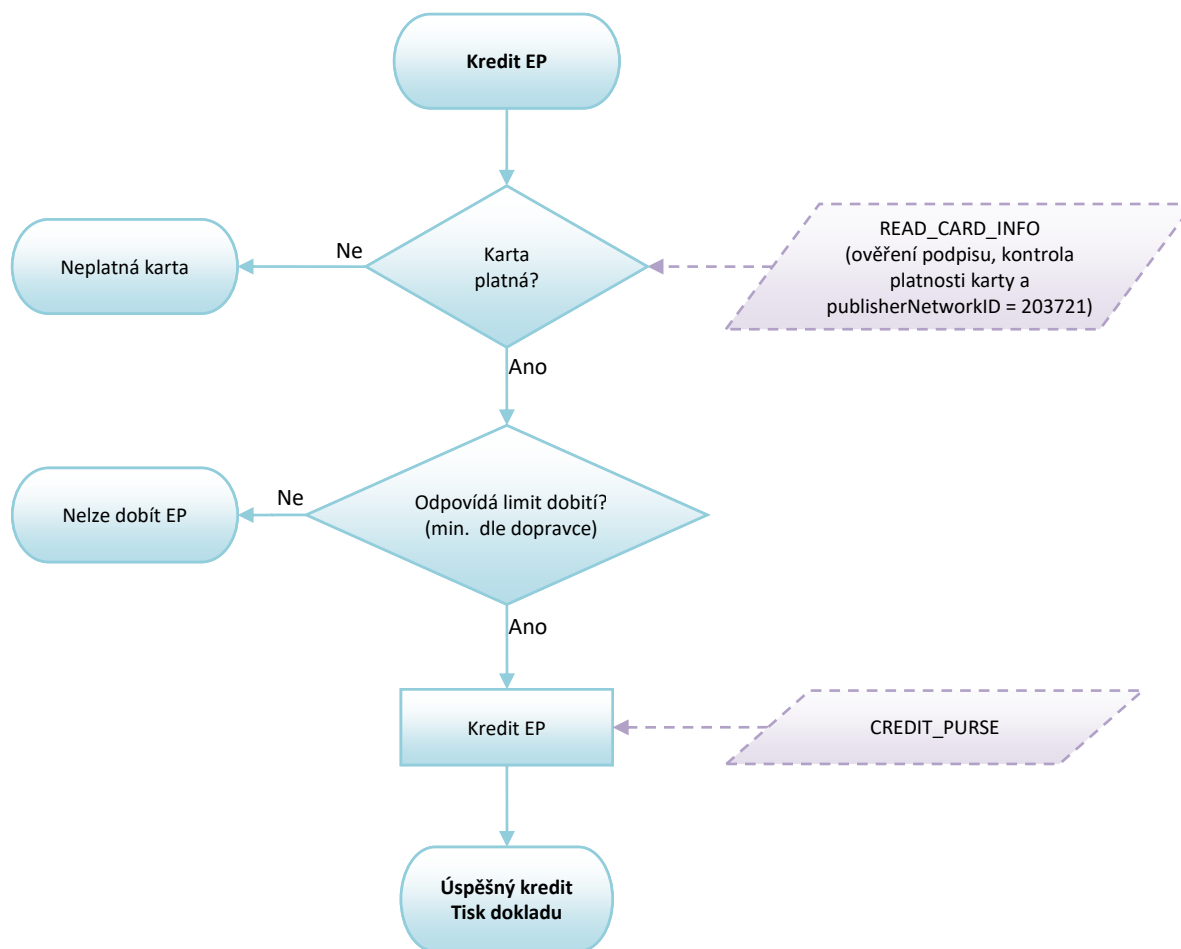 Kredit EP
Neplatná karta
Ne
Karta
platná?
READ_CARD_INFO
(ověření podpisu, kontrola
platnosti karty a
publisherNetworkID = 203721)
Ano
Nelze dobít EP
Ne
Odpovídá limit dobití?
(min.  dle dopravce)
Ano
Kredit EP
CREDIT_PURSE
Úspěšný kredit
Tisk dokladu